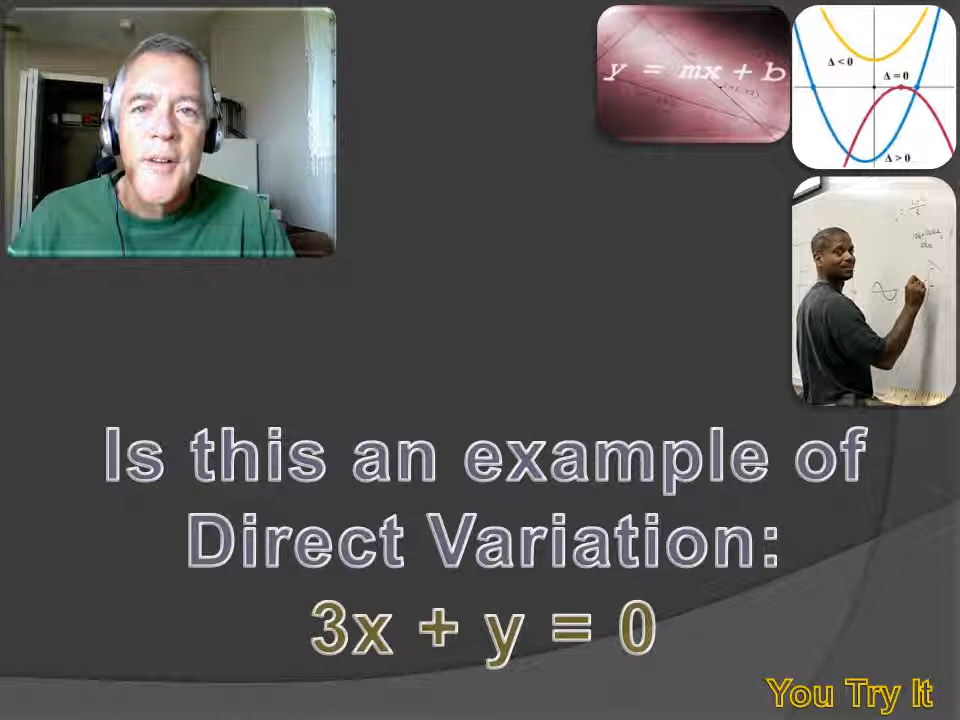 y = mx + b
Δ < 0
Δ = 0
Δ > 0
Is this an example of
Direct Variation:
3x + y = 0
You Try It